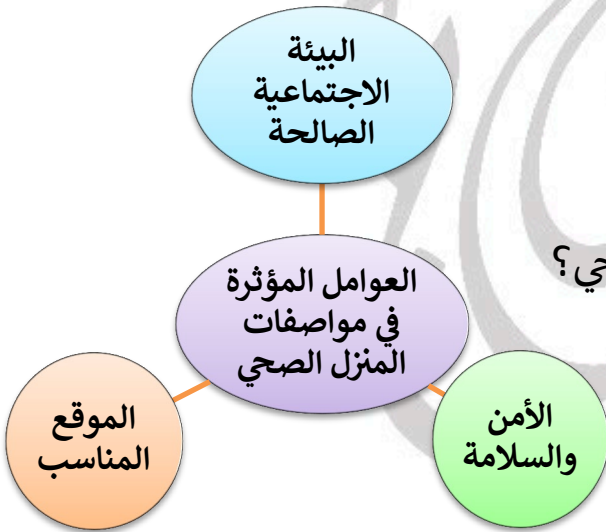 البيئة
الاجتماعية
الصالحة
العوامل المؤثرة
في مواصفات
المنزل الصحي
الأمن
والسلامة
الموقع
المناسب